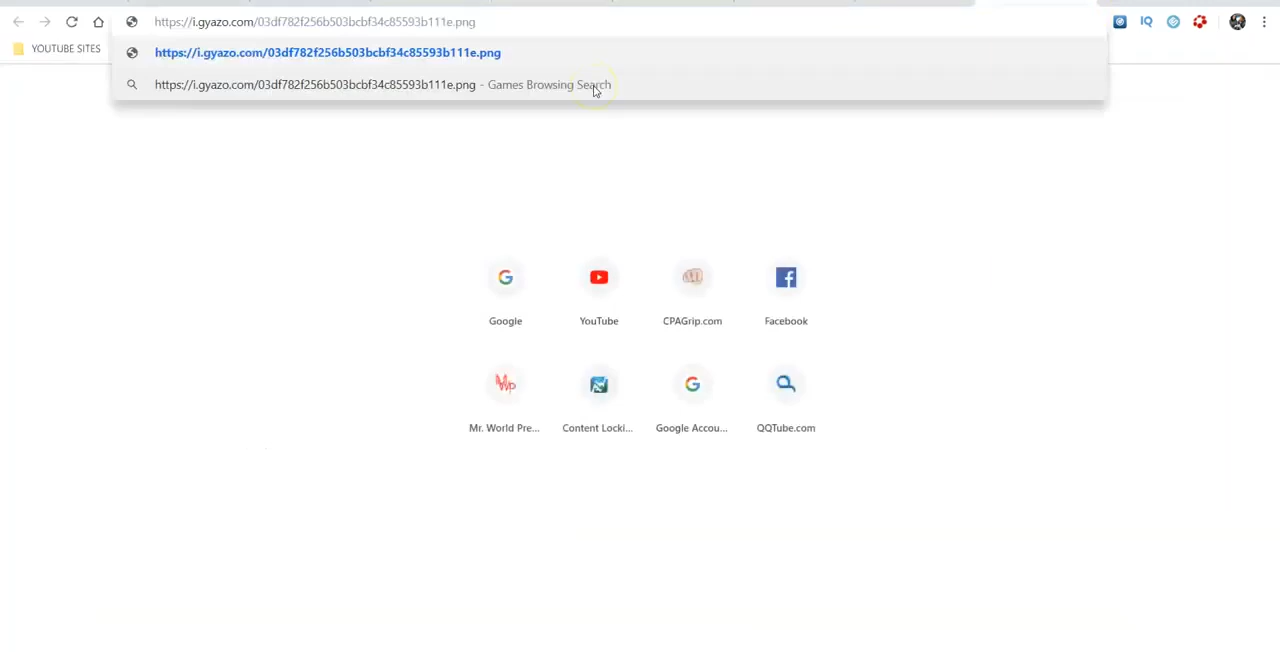 https://i.gyazo.com/03df782f256b503bcbf34c85593b111e.png
IQ
YOUTUBE SITES
https://i.gyazo.com/03df782f256b503bcbf34c85593b111e.png
https://i.gyazo.com/03df782f256b503bcbf34c85593b111e.png - Games Browsing Search
Google
YouTube
CPAGrip.com
Facebook
Mr. World Pre...
Content Locki...
Google Accou...
QQTube.com